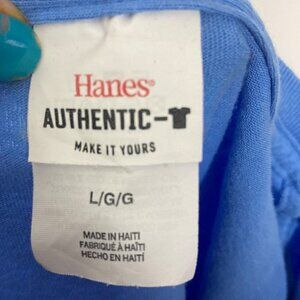 Hanes®
AUTHENTIC-
MAKE IT YOURS
L/G/G
MADE IN HAITI
FABRIQUÉ À HAÏTI
HECHO EN HAITÍ